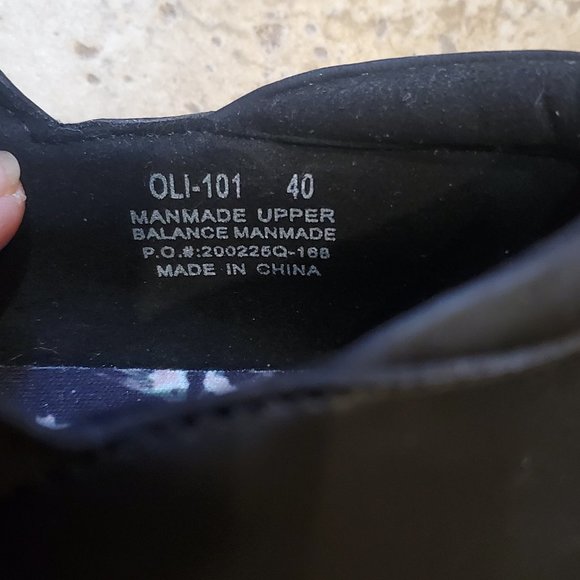 OLI-101 40
MANMADE UPPER
BALANCE MANMADE
P.O.#:200225Q-168
MADE IN CHINA